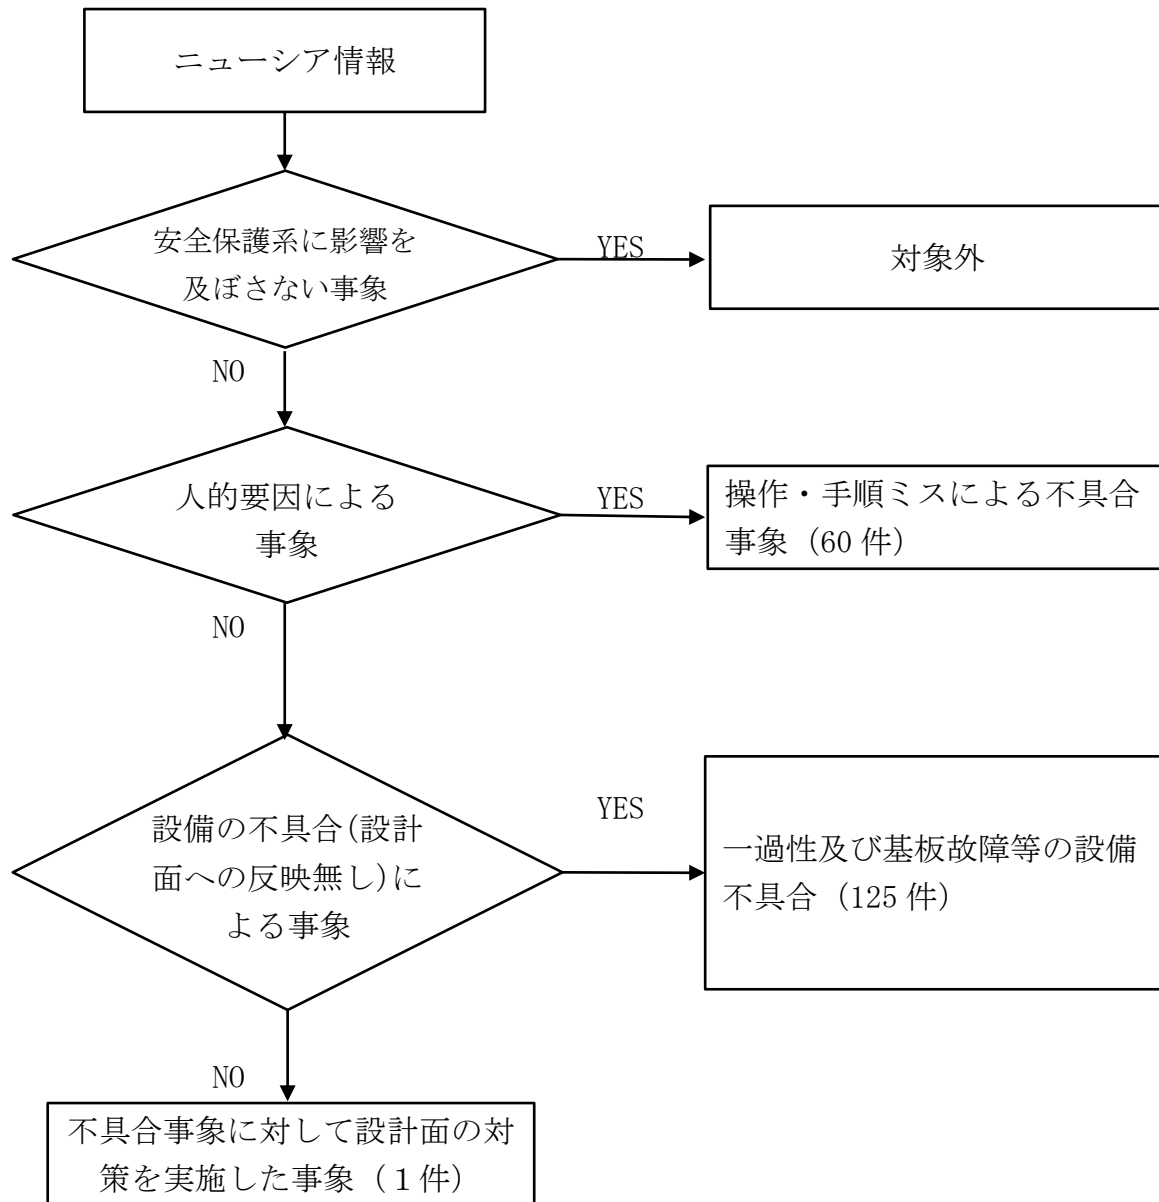 ニューシア情報
安全保護系に影響を
及ぼさない事象
YES
対象外
NO
人的要因による
事象
YES
操作・手順ミスによる不具合
事象（60 件）
NO
設備の不具合(設計
面への反映無し)に
よる事象
YES
一過性及び基板故障等の設備
不具合（125 件）
NO
不具合事象に対して設計面の対
策を実施した事象（１件）